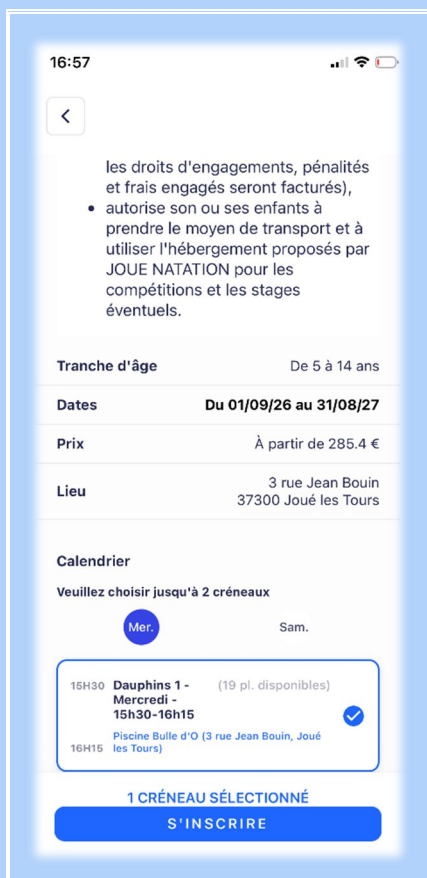 16:57
les droits d'engagements, pénalités
et frais engagés seront facturés),
• autorise son ou ses enfants à
prendre le moyen de transport et à
utiliser l'hébergement proposés par
JOUE NATATION pour les
compétitions et les stages
éventuels.
Tranche d'âge De 5 à 14 ans
Dates Du 01/09/26 au 31/08/27
Prix À partir de 285.4 €
Lieu 3 rue Jean Bouin
37300 Joué les Tours
Calendrier
Veuillez choisir jusqu'à 2 créneaux
Mer. Sam.
15H30 Dauphins 1 - (19 pl. disponibles)
Mercredi -
15h30-16h15
Piscine Bulle d'O (3 rue Jean Bouin, Joué
16H15 les Tours)
1 CRÉNEAU SÉLECTIONNÉ
S'INSCRIRE